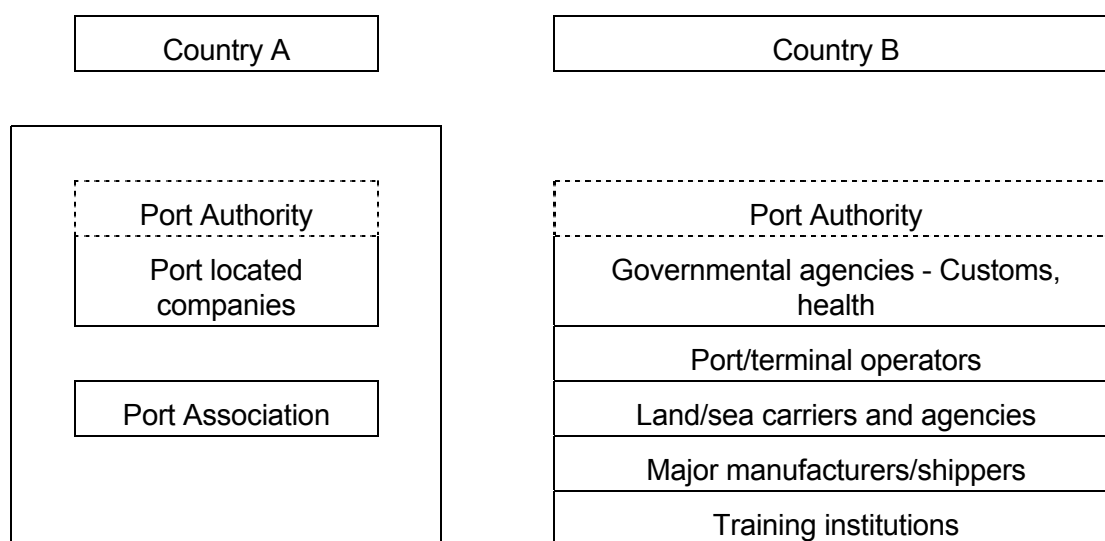 Country A
Country B
Port Authority
Port located
companies
Port Association
Port Authority
Governmental agencies - Customs,
health
Port/terminal operators
Land/sea carriers and agencies
Major manufacturers/shippers
Training institutions